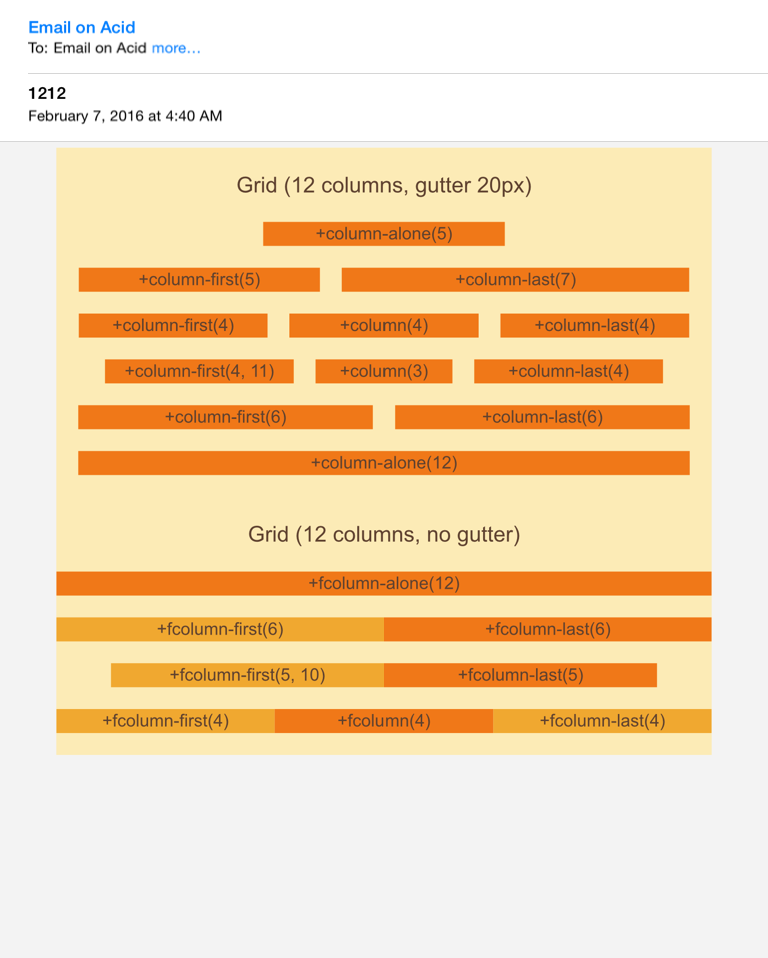 Email on Acid
To: Email on Acid more...
1212
February 7, 2016 at 4:40 AM
Grid (12 columns, gutter 20px)
+column-alone(5)
+column-first(5) +column-last(7)
+column-first(4) +column(4) +column-last(4)
+column-first(4, 11) +column(3) +column-last(4)
+column-first(6) +column-last(6)
+column-alone(12)
Grid (12 columns, no gutter)
+fcolumn-alone(12)
+fcolumn-first(6) +fcolumn-last(6)
+fcolumn-first(5, 10) +fcolumn-last(5)
+fcolumn-first(4) +fcolumn(4) +fcolumn-last(4)